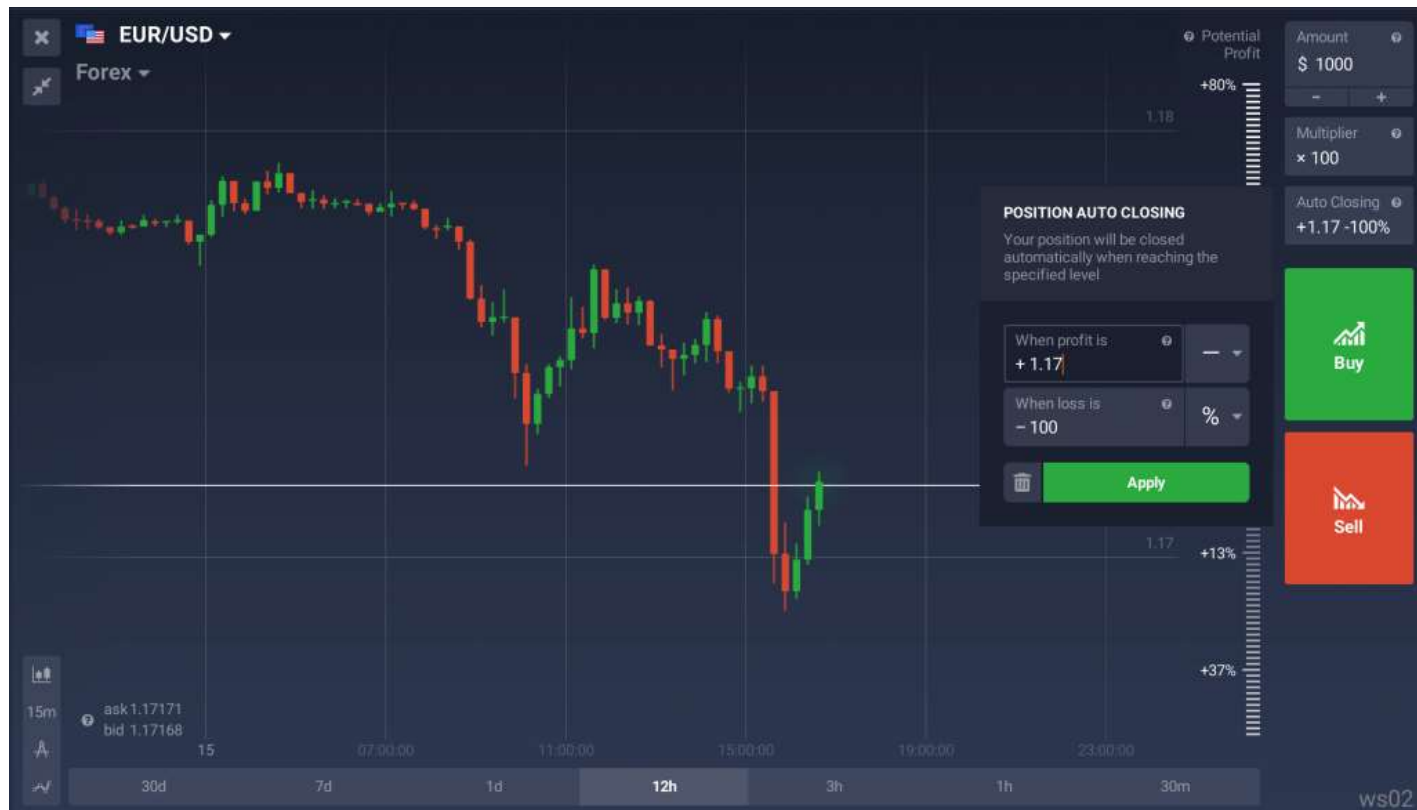 EUR/USD
Forex
Potential
Profit
+80%
1.18
Amount
$ 1000
− +
Multiplier
× 100
Auto Closing
+1.17 -100%
POSITION AUTO CLOSING
Your position will be closed
automatically when reaching the
specified level
When profit is
+ 1.17
—
When loss is
− 100
%
Apply
Buy
Sell
1.17
+13%
+37%
15m
ask 1.17171
bid 1.17168
15 07:00:00 11:00:00 15:00:00 19:00:00 23:00:00
30d 7d 1d 12h 3h 1h 30m
ws02